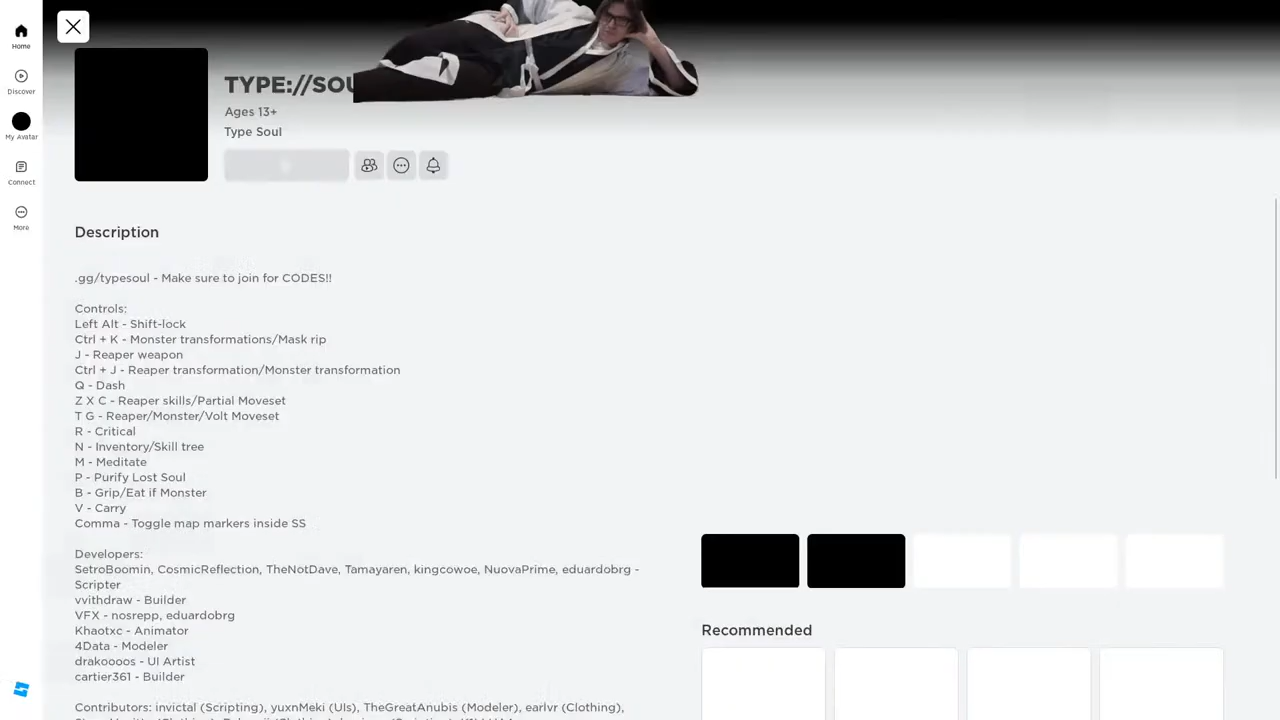 Home
Discover
My Avatar
Connect
More
TYPE://SOU
Ages 13+
Type Soul
Description
.gg/typesoul - Make sure to join for CODES!!
Controls:
Left Alt - Shift-lock
Ctrl + K - Monster transformations/Mask rip
J - Reaper weapon
Ctrl + J - Reaper transformation/Monster transformation
Q - Dash
Z X C - Reaper skills/Partial Moveset
T G - Reaper/Monster/Volt Moveset
R - Critical
N - Inventory/Skill tree
M - Meditate
P - Purify Lost Soul
B - Grip/Eat if Monster
V - Carry
Comma - Toggle map markers inside SS
Developers:
SetroBoomin, CosmicReflection, TheNotDave, Tamayaren, kingcowoe, NuovaPrime, eduardobrg -
Scripter
vvithdraw - Builder
VFX - nosrepp, eduardobrg
Khaotxc - Animator
4Data - Modeler
drakoooos - UI Artist
cartier361 - Builder
Contributors: invictal (Scripting), yuxnMeki (UIs), TheGreatAnubis (Modeler), earlvr (Clothing),
Recommended